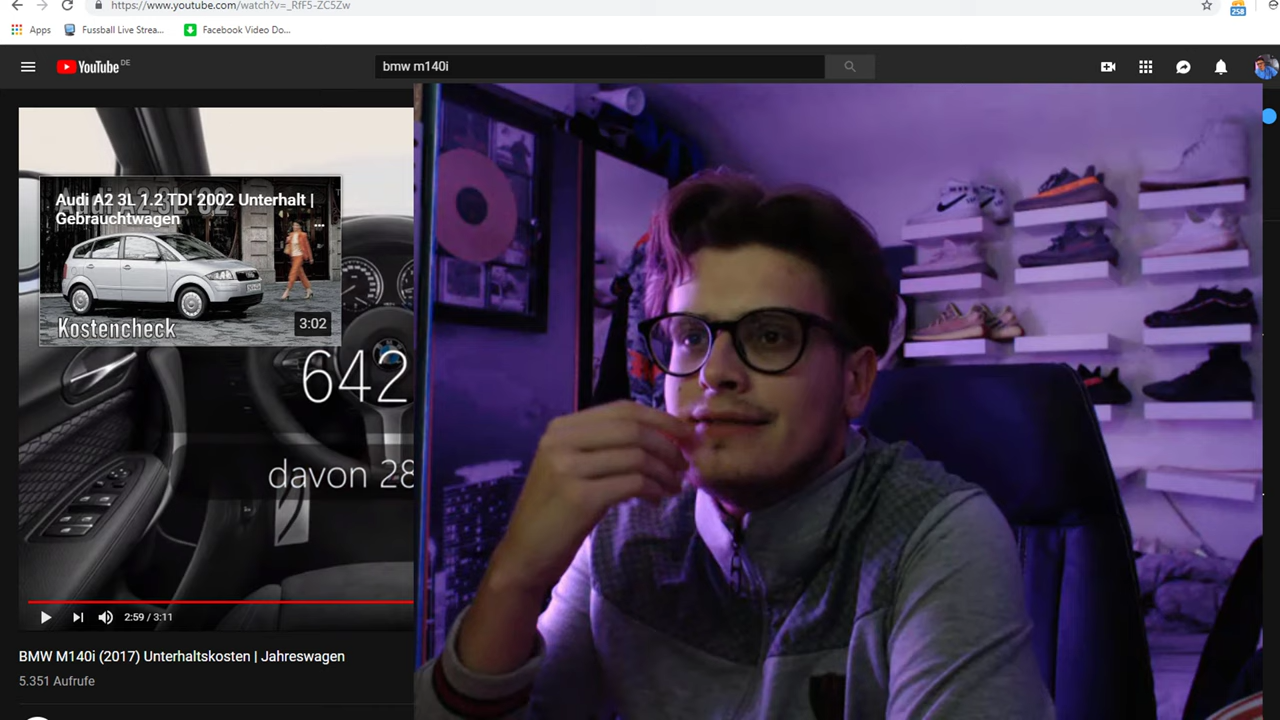 https://www.youtube.com/watch?v=_RfF5-ZC5Zw
258
Apps
Fussball Live Strea...
Facebook Video Do...
YouTube DE
bmw m140i
Audi A2 3L 1.2 TDI 2002 Unterhalt |
Gebrauchtwagen
Kostencheck
3:02
642
davon 28
2:59 / 3:11
BMW M140i (2017) Unterhaltskosten | Jahreswagen
5.351 Aufrufe